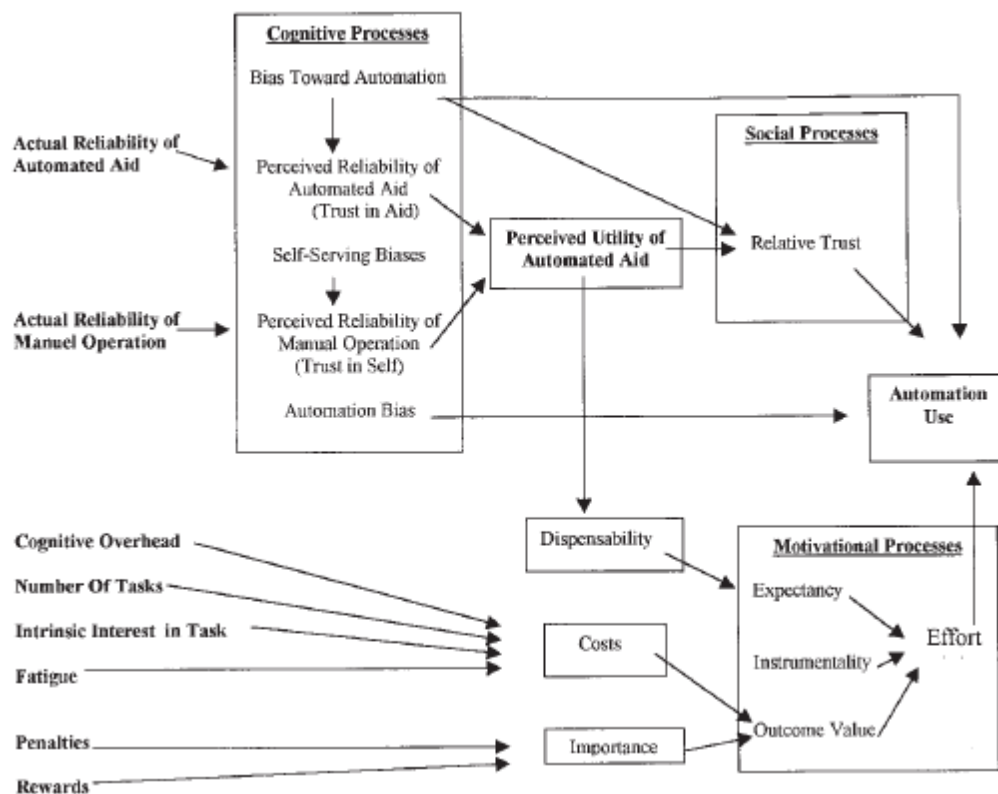 Cognitive Processes
Bias Toward Automation
Actual Reliability of
Automated Aid
Perceived Reliability of
Automated Aid
(Trust in Aid)
Self-Serving Biases
Actual Reliability of
Manuel Operation
Perceived Reliability of
Manual Operation
(Trust in Self)
Automation Bias
Perceived Utility of
Automated Aid
Social Processes
Relative Trust
Automation
Use
Cognitive Overhead
Number Of Tasks
Intrinsic Interest in Task
Fatigue
Penalties
Rewards
Dispensability
Costs
Importance
Motivational Processes
Expectancy
Instrumentality
Outcome Value
Effort